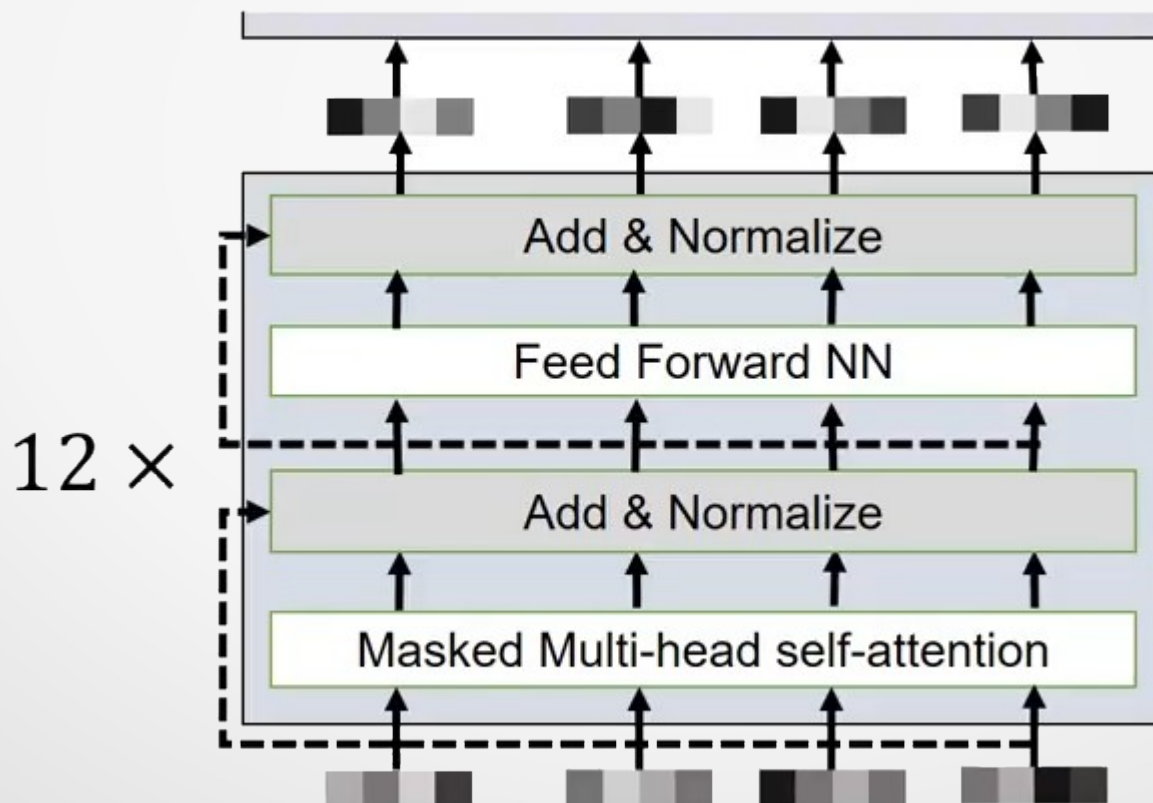 Add & Normalize
Feed Forward NN
12 ×
Add & Normalize
Masked Multi-head self-attention